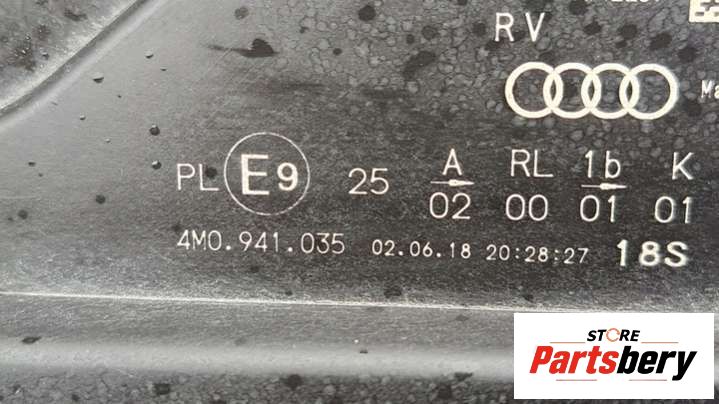 RV
Ma
PL E9 25 A RL 1b K
02 00 01 01
4M0.941.035 02.06.18 20:28:27 18S
STORE
Partsbery